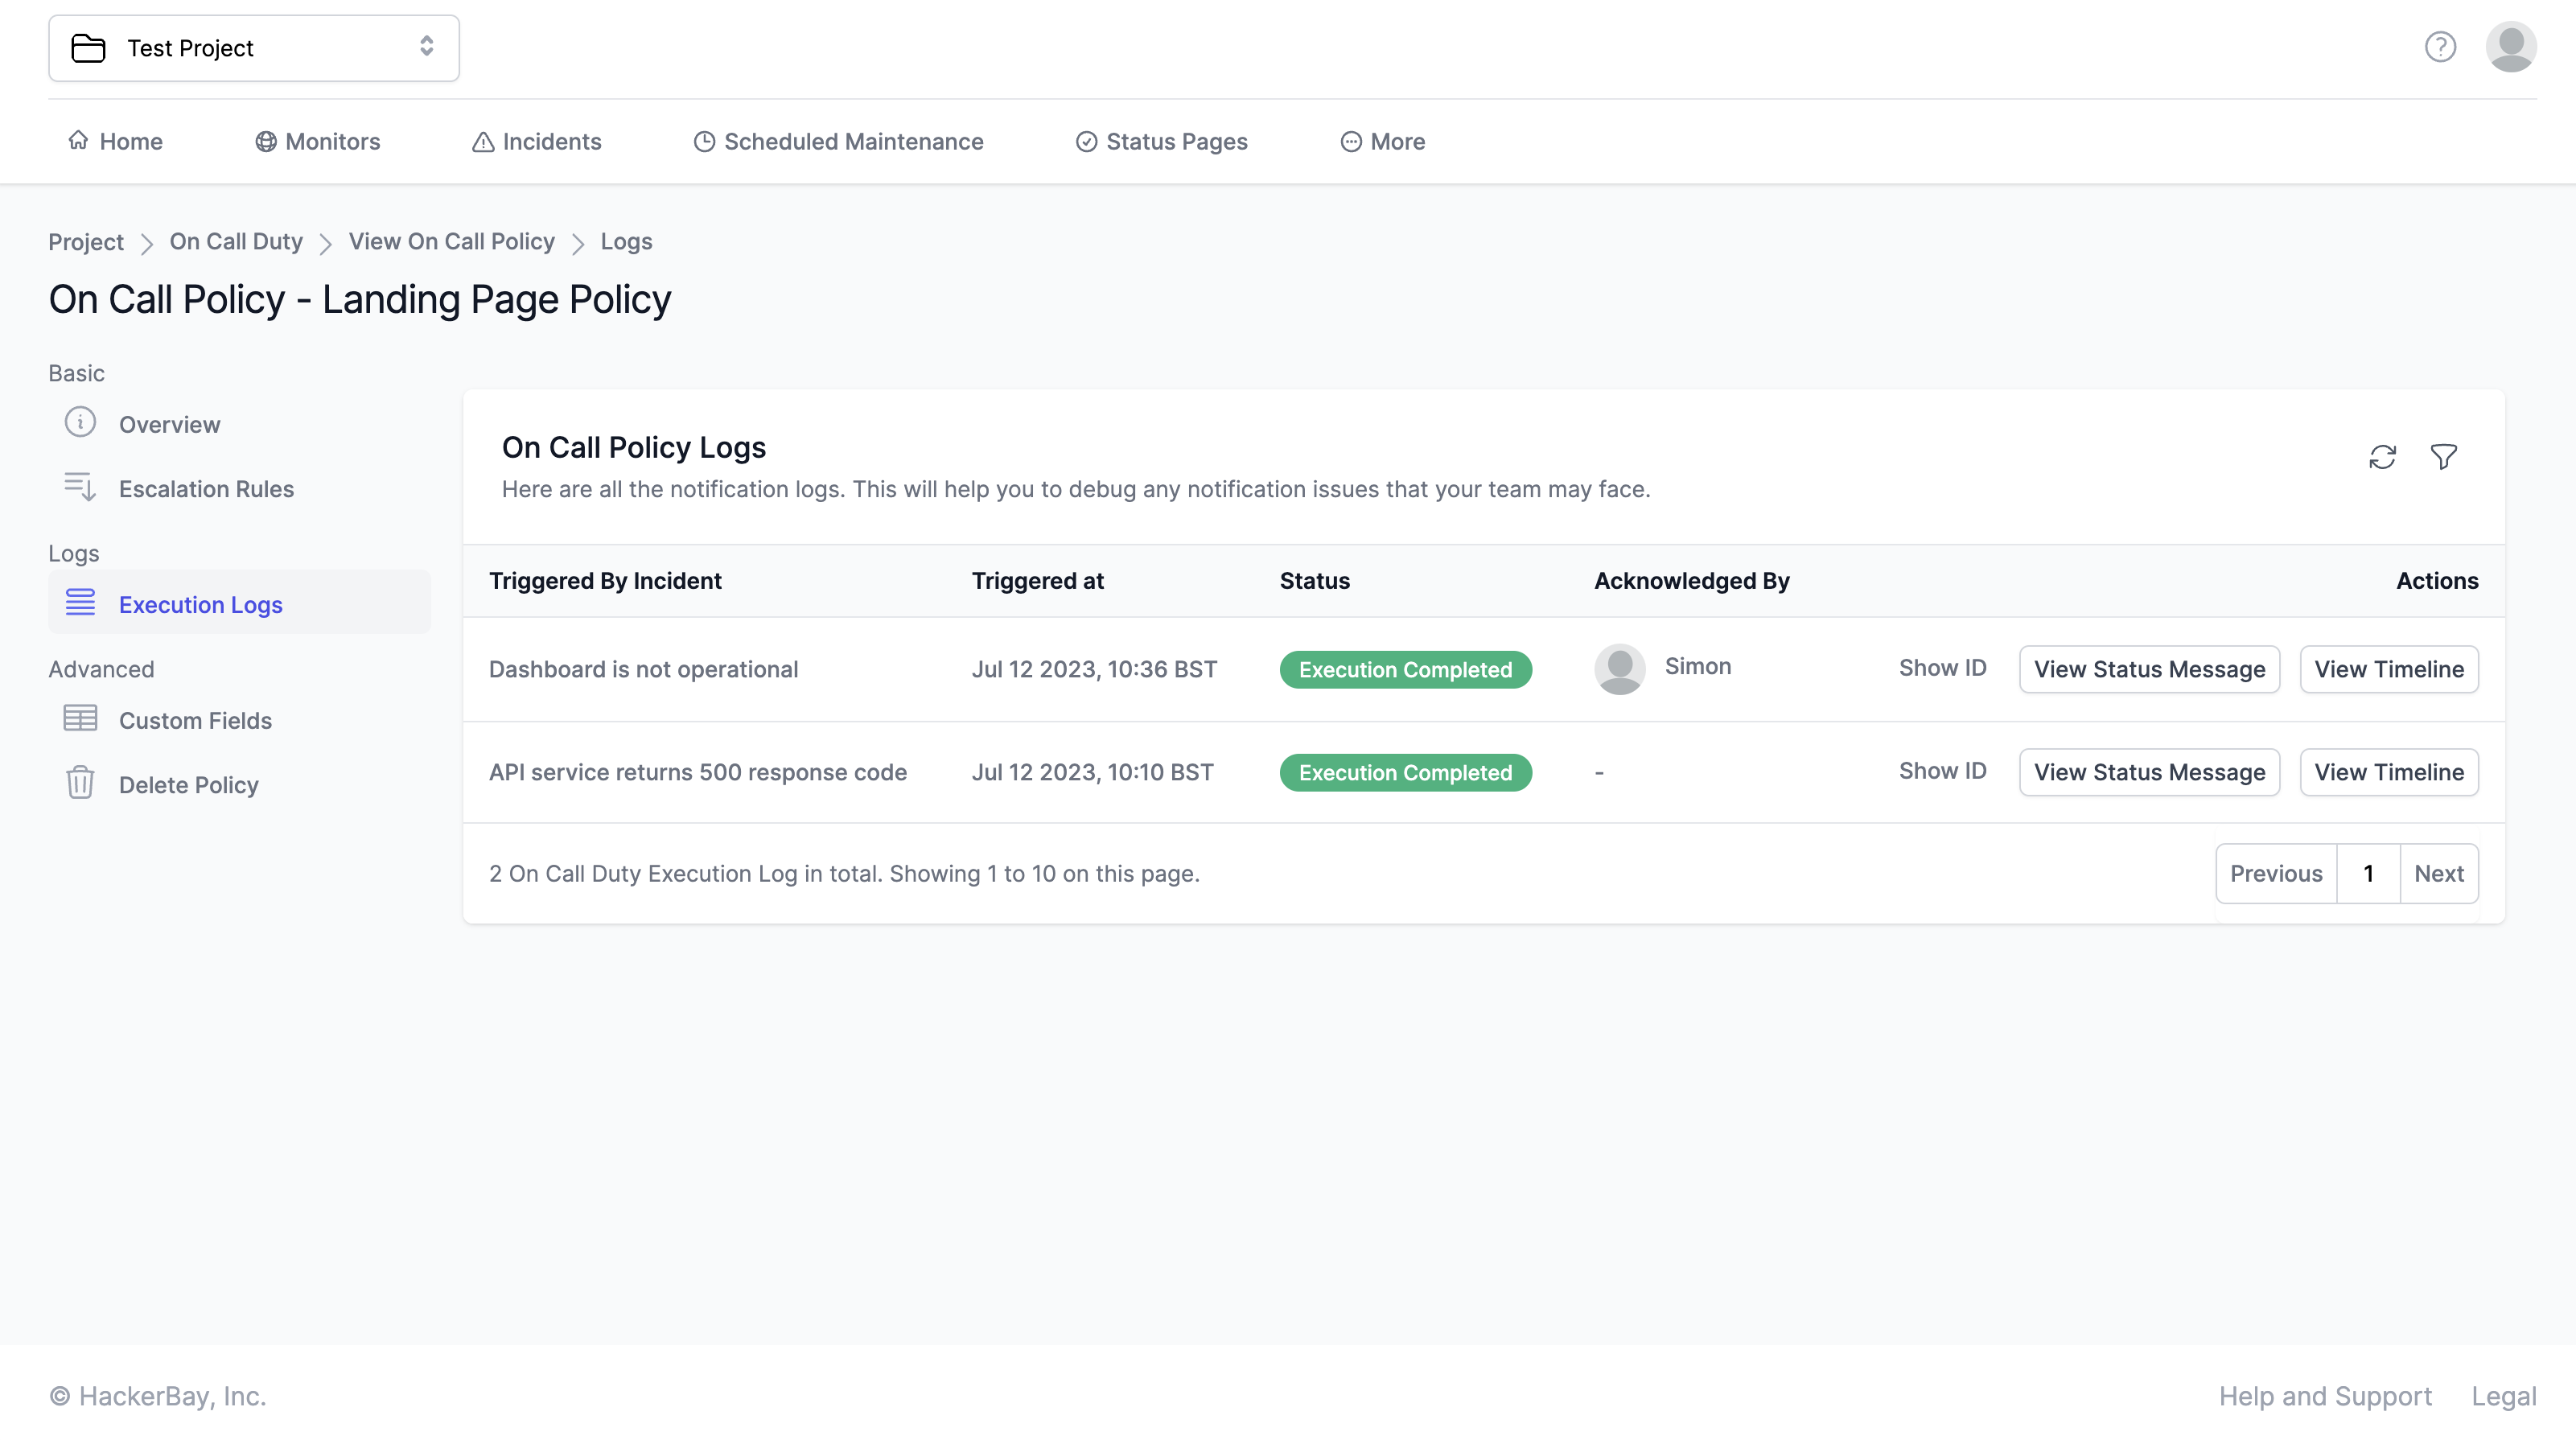 Test Project
Home Monitors Incidents Scheduled Maintenance Status Pages More
Project On Call Duty View On Call Policy Logs
On Call Policy - Landing Page Policy
Basic
Overview
Escalation Rules
Logs
Execution Logs
Advanced
Custom Fields
Delete Policy
On Call Policy Logs
Here are all the notification logs. This will help you to debug any notification issues that your team may face.
Triggered By Incident Triggered at Status Acknowledged By Actions
Dashboard is not operational Jul 12 2023, 10:36 BST Execution Completed Simon Show ID View Status Message View Timeline
API service returns 500 response code Jul 12 2023, 10:10 BST Execution Completed - Show ID View Status Message View Timeline
2 On Call Duty Execution Log in total. Showing 1 to 10 on this page. Previous 1 Next
© HackerBay, Inc. Help and Support Legal